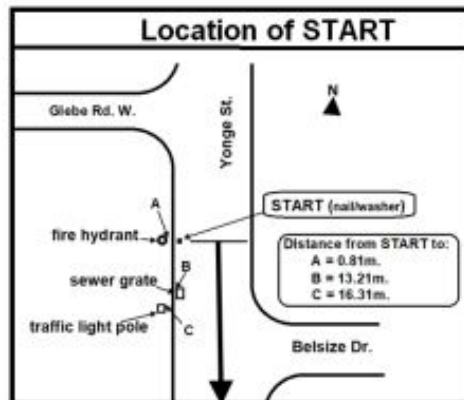 Location of START
Glebe Rd. W.
Yonge St.
N
A
START (nail/washer)
fire hydrant
Distance from START to:
A = 0.81m.
B = 13.21m.
C = 16.31m.
B
sewer grate
traffic light pole
C
Belsize Dr.